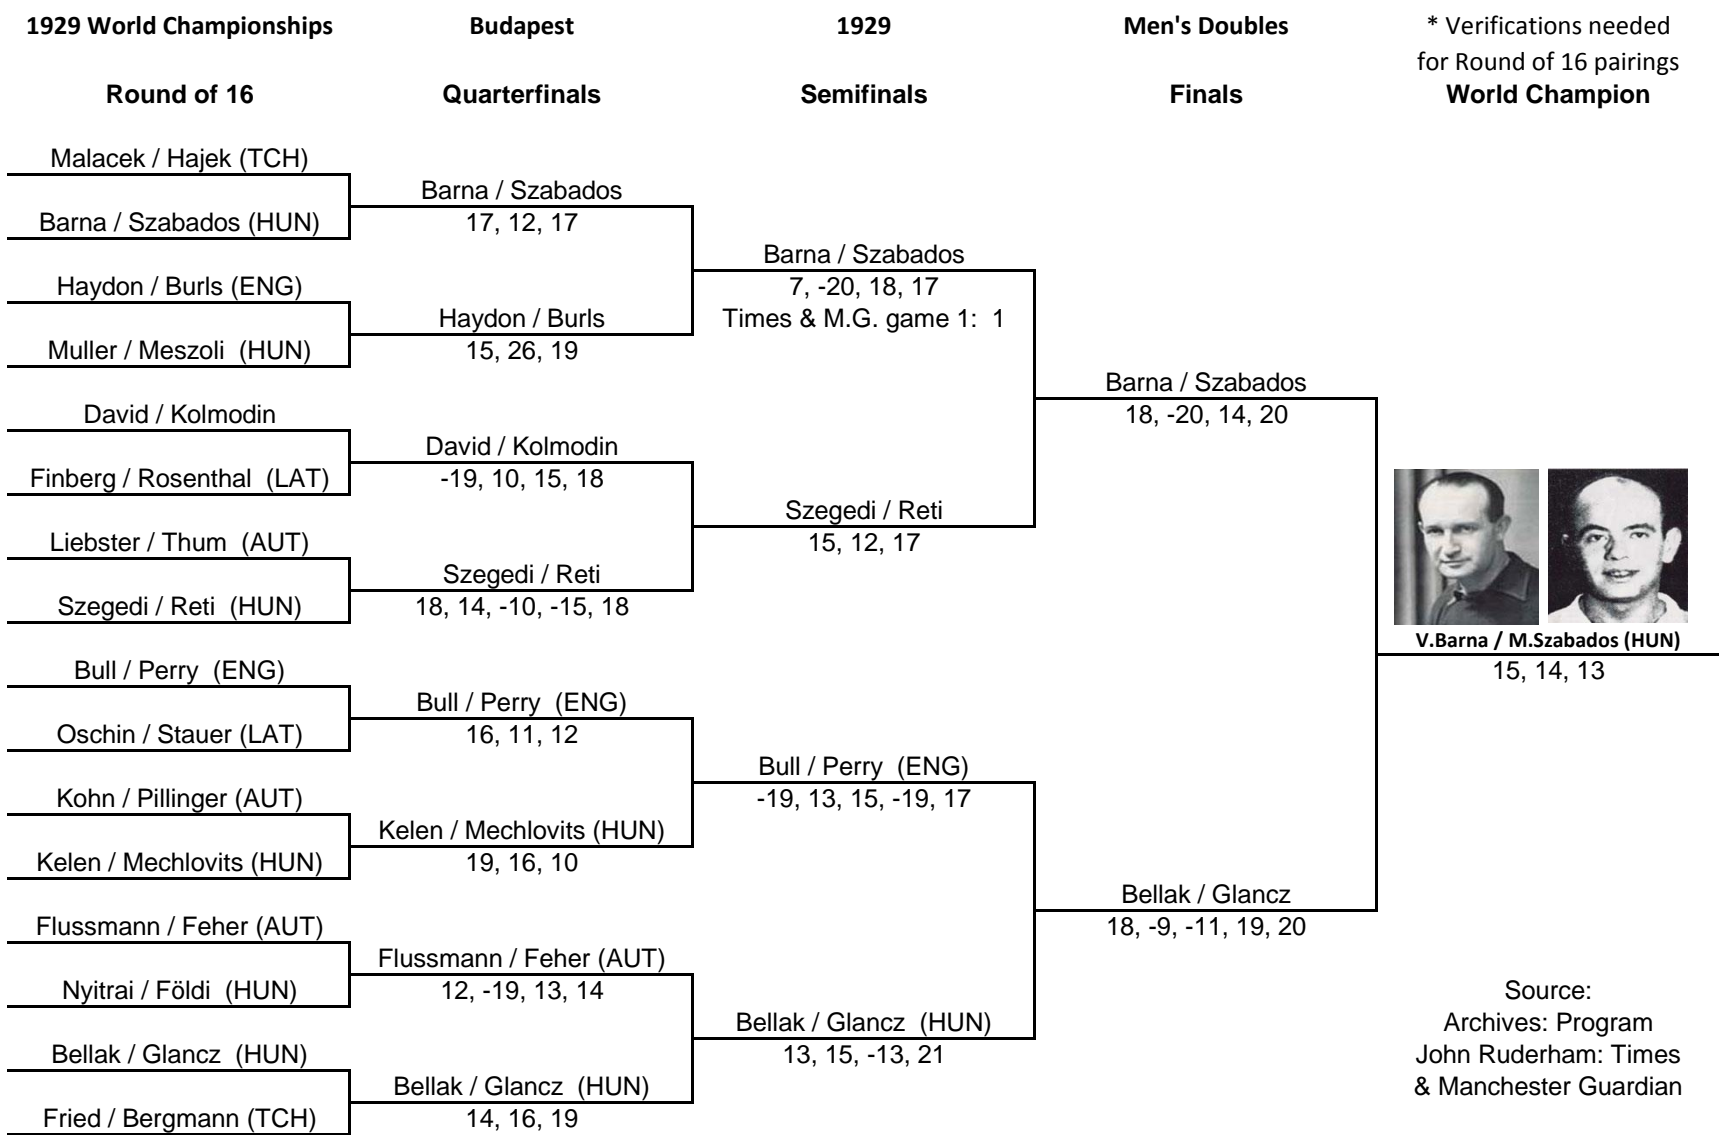 1929 World Championships
Budapest
1929
Men's Doubles
* Verifications needed
for Round of 16 pairings
Round of 16
Quarterfinals
Semifinals
Finals
World Champion
Malacek / Hajek (TCH)
Barna / Szabados (HUN)
Haydon / Burls (ENG)
Muller / Meszoli (HUN)
David / Kolmodin
Finberg / Rosenthal (LAT)
Liebster / Thum (AUT)
Szegedi / Reti (HUN)
Bull / Perry (ENG)
Oschin / Stauer (LAT)
Kohn / Pillinger (AUT)
Kelen / Mechlovits (HUN)
Flussmann / Feher (AUT)
Nyitrai / Földi (HUN)
Bellak / Glancz (HUN)
Fried / Bergmann (TCH)
Barna / Szabados
17, 12, 17
Haydon / Burls
15, 26, 19
David / Kolmodin
-19, 10, 15, 18
Szegedi / Reti
18, 14, -10, -15, 18
Bull / Perry (ENG)
16, 11, 12
Kelen / Mechlovits (HUN)
19, 16, 10
Flussmann / Feher (AUT)
12, -19, 13, 14
Bellak / Glancz (HUN)
14, 16, 19
Barna / Szabados
7, -20, 18, 17
Times & M.G. game 1: 1
Szegedi / Reti
15, 12, 17
Bull / Perry (ENG)
-19, 13, 15, -19, 17
Bellak / Glancz (HUN)
13, 15, -13, 21
Barna / Szabados
18, -20, 14, 20
Bellak / Glancz
18, -9, -11, 19, 20
V.Barna / M.Szabados (HUN)
15, 14, 13
Source:
Archives: Program
John Ruderham: Times
& Manchester Guardian